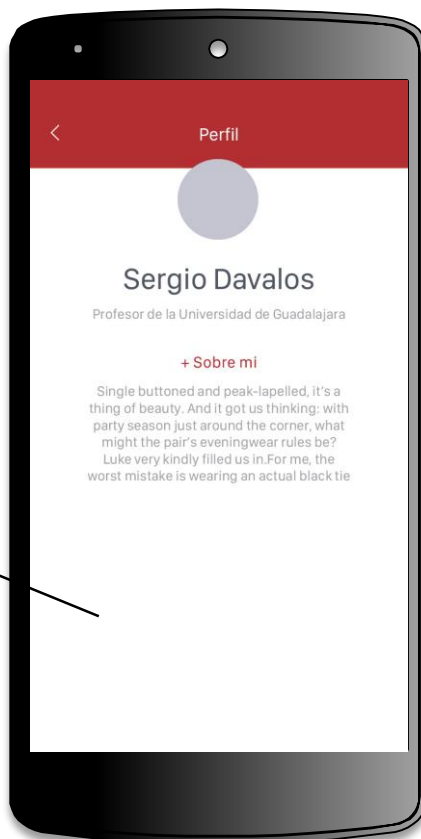 Perfil
Sergio Davalos
Profesor de la Universidad de Guadalajara
+ Sobre mi
Single buttoned and peak-lapelled, it's a
thing of beauty. And it got us thinking: with
party season just around the corner, what
might the pair's eveningwear rules be?
Luke very kindly filled us in.For me, the
worst mistake is wearing an actual black tie